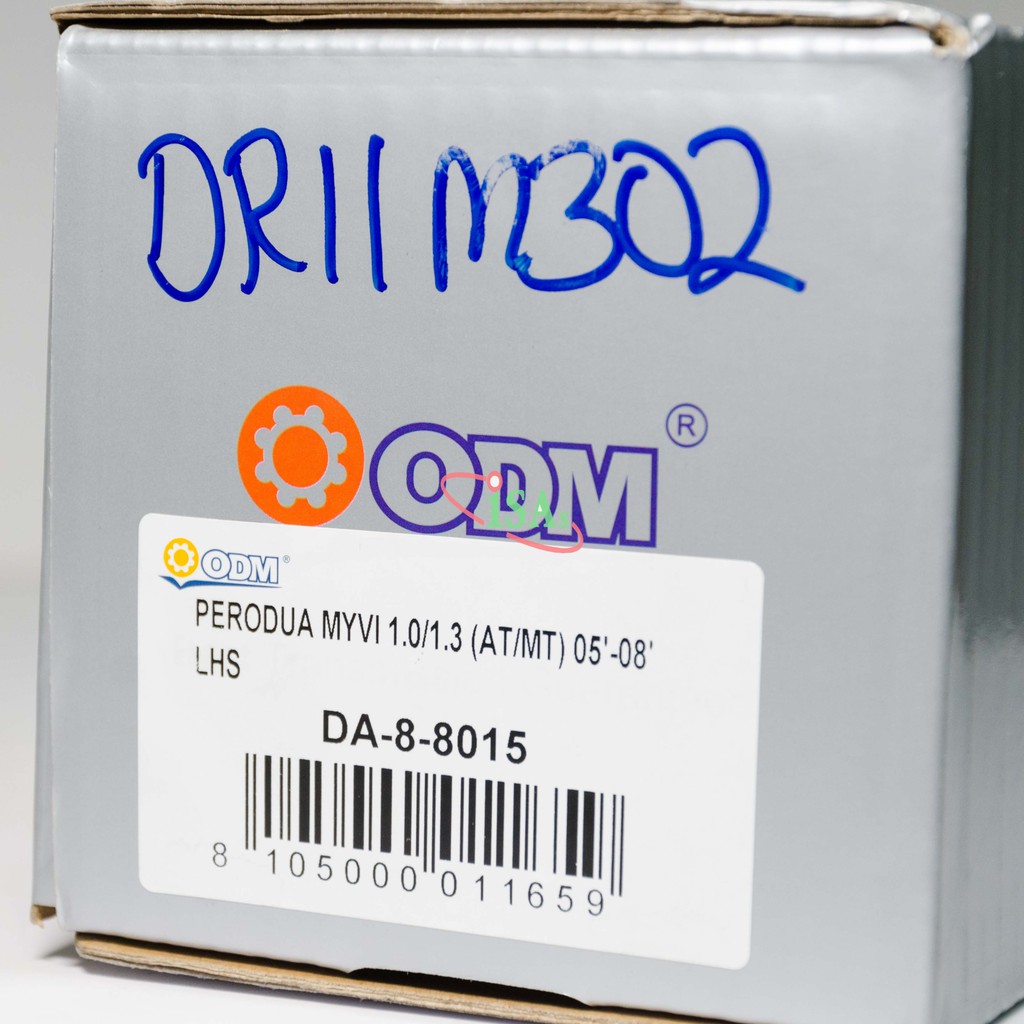 DR11M302
ODM®
iSA
ODM®
PERODUA MYVI 1.0/1.3 (AT/MT) 05'-08'
LHS
DA-8-8015
8 105000 011659